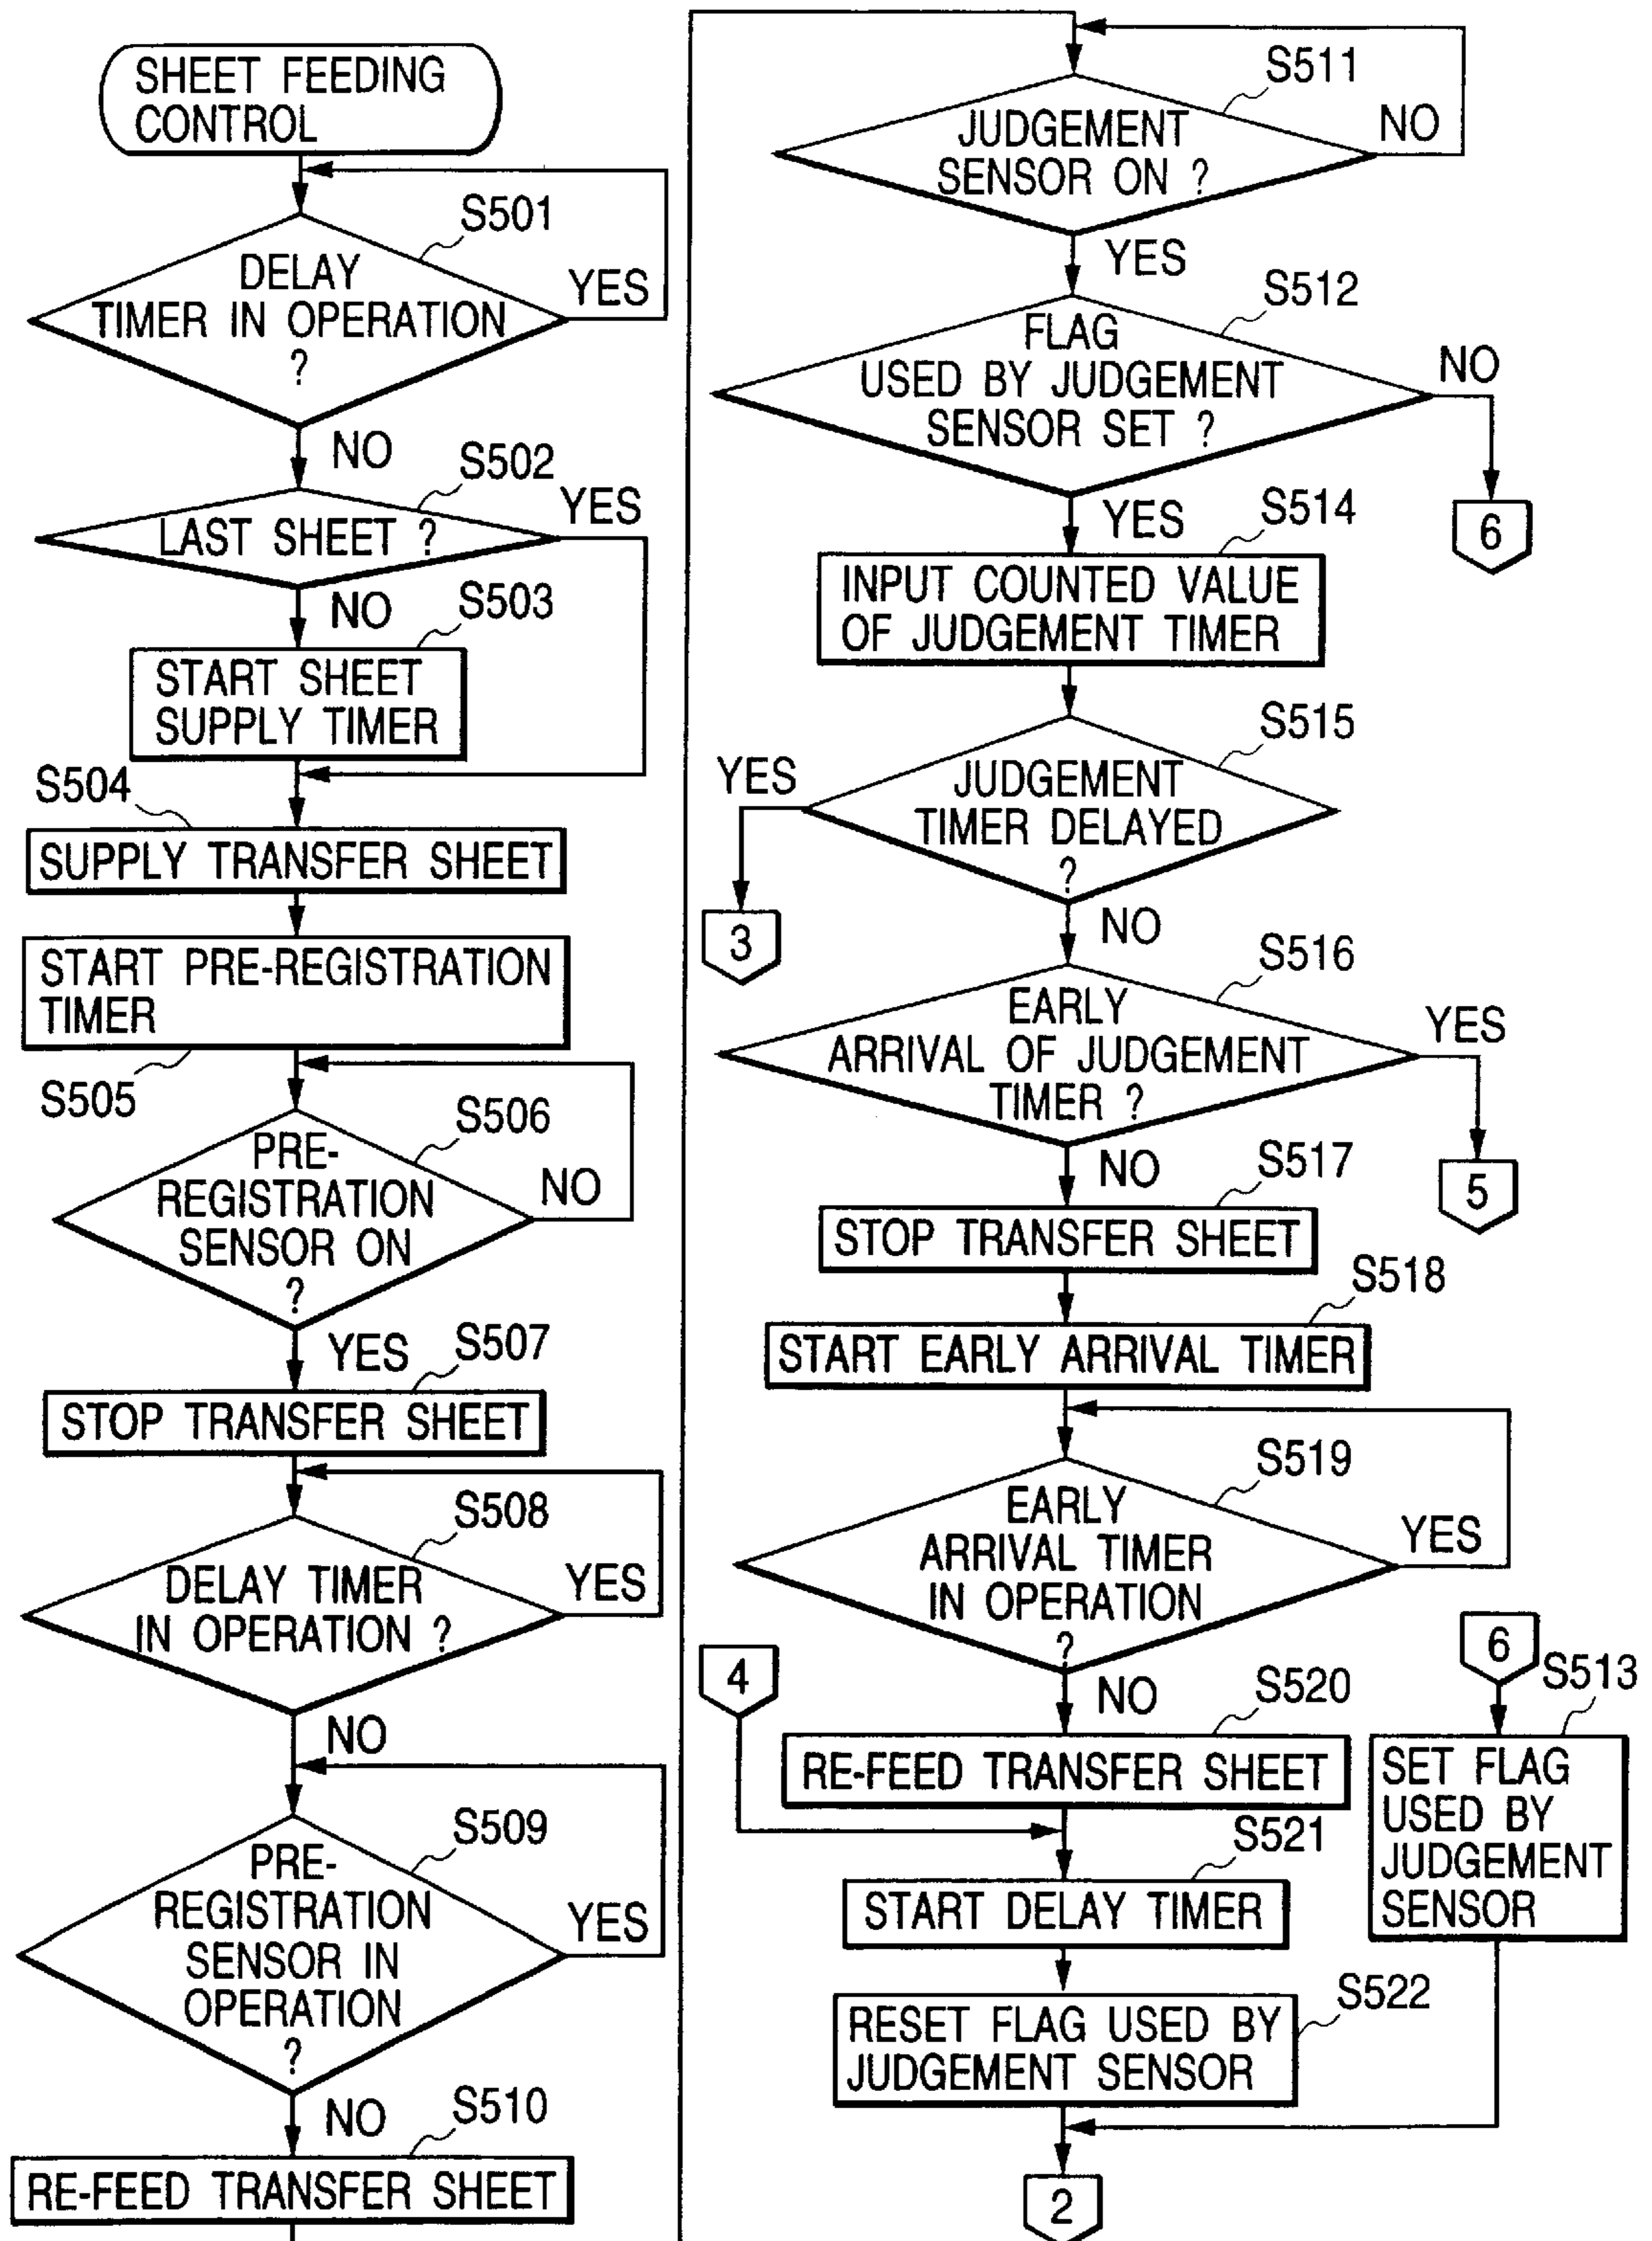 SHEET FEEDING
CONTROL
S501
DELAY
TIMER IN OPERATION
?
YES
NO
S502
LAST SHEET ?
YES
NO
S503
START SHEET
SUPPLY TIMER
S504
SUPPLY TRANSFER SHEET
START PRE-REGISTRATION
TIMER
S505
S506
PRE-
REGISTRATION
SENSOR ON
?
NO
YES
S507
STOP TRANSFER SHEET
S508
DELAY TIMER
IN OPERATION ?
YES
NO
S509
PRE-
REGISTRATION
SENSOR IN
OPERATION
?
YES
NO
S510
RE-FEED TRANSFER SHEET
S511
JUDGEMENT
SENSOR ON ?
NO
YES
S512
FLAG
USED BY JUDGEMENT
SENSOR SET ?
NO
6
YES
S514
INPUT COUNTED VALUE
OF JUDGEMENT TIMER
S515
JUDGEMENT
TIMER DELAYED
?
YES
3
NO
S516
EARLY
ARRIVAL OF JUDGEMENT
TIMER ?
YES
5
NO
S517
STOP TRANSFER SHEET
S518
START EARLY ARRIVAL TIMER
S519
EARLY
ARRIVAL TIMER
IN OPERATION
?
YES
4
NO
S520
RE-FEED TRANSFER SHEET
S521
START DELAY TIMER
S522
RESET FLAG USED BY
JUDGEMENT SENSOR
6
S513
SET FLAG
USED BY
JUDGEMENT
SENSOR
2